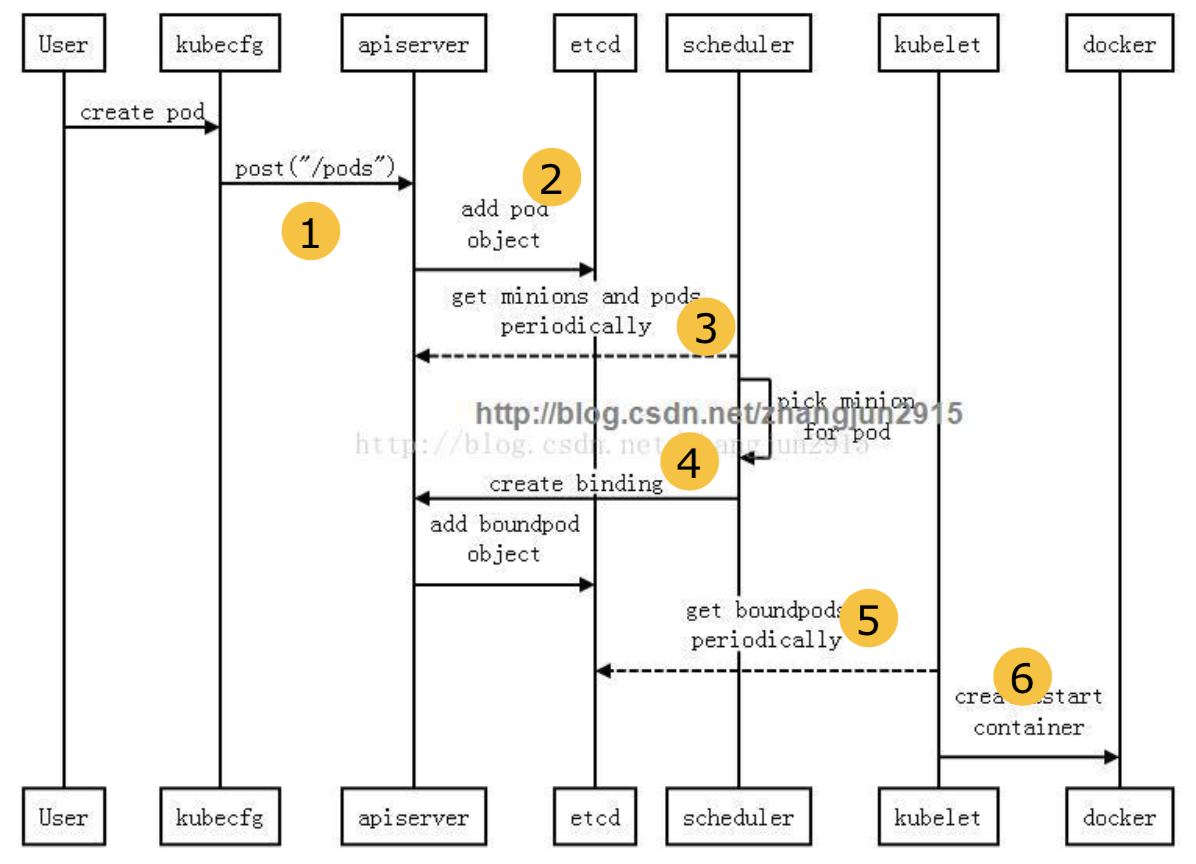 User kubecfg apiserver etcd scheduler kubelet docker
create pod
post("/pods")
1
2
add pod
object
get minions and pods
periodically
3
pick minion
for pod
http://blog.csdn.net/zhangjun2915
http://blog.csdn.net/zhangjun2915
4
create binding
add boundpod
object
get boundpods
periodically
5
6
start
container
User kubecfg apiserver etcd scheduler kubelet docker